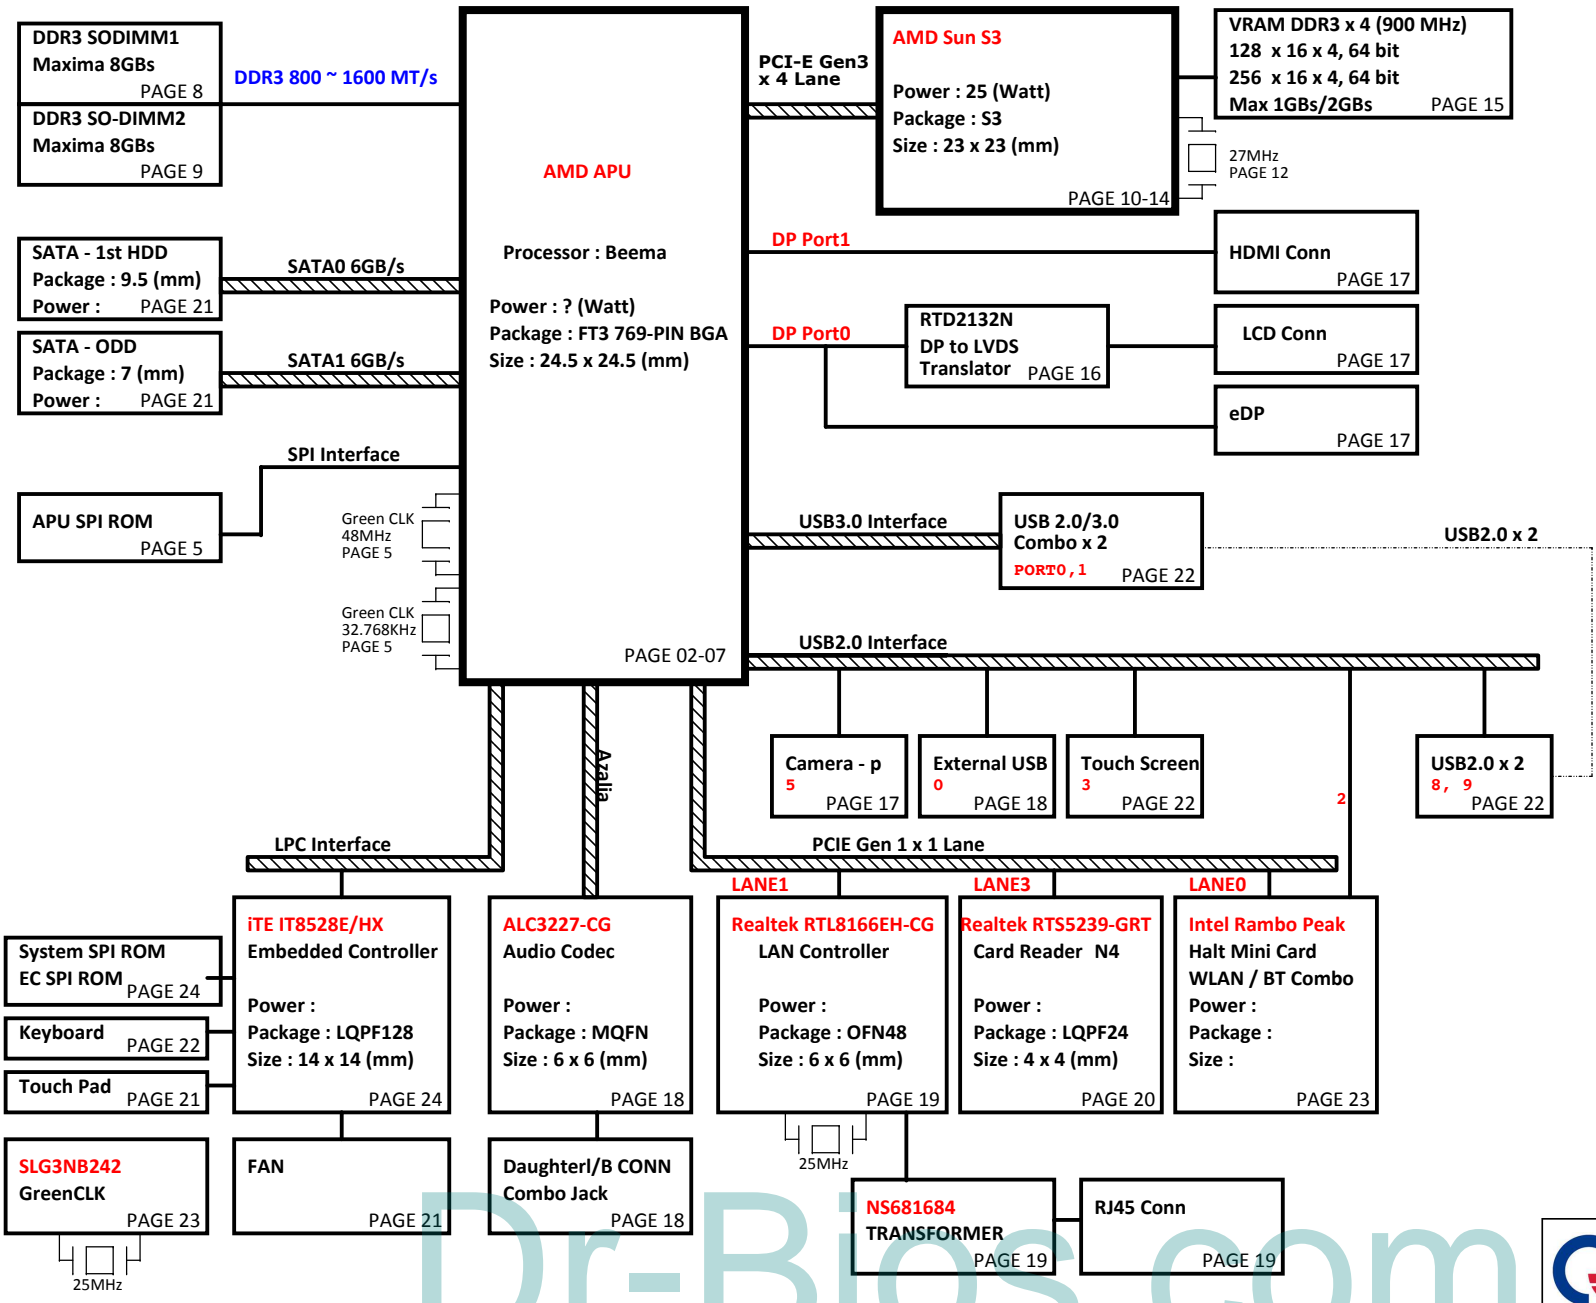 DDR3 SODIMM1
Maxima 8GBs
PAGE 8
DDR3 SO-DIMM2
Maxima 8GBs
PAGE 9
DDR3 800 ~ 1600 MT/s
AMD APU
Processor : Beema
Power : ? (Watt)
Package : FT3 769-PIN BGA
Size : 24.5 x 24.5 (mm)
PAGE 02-07
PCI-E Gen3
x 4 Lane
AMD Sun S3
Power : 25 (Watt)
Package : S3
Size : 23 x 23 (mm)
PAGE 10-14
VRAM DDR3 x 4 (900 MHz)
128 x 16 x 4, 64 bit
256 x 16 x 4, 64 bit
Max 1GBs/2GBs PAGE 15
27MHz
PAGE 12
SATA - 1st HDD
Package : 9.5 (mm)
Power : PAGE 21
SATA0 6GB/s
SATA - ODD
Package : 7 (mm)
Power : PAGE 21
SATA1 6GB/s
DP Port1
HDMI Conn
PAGE 17
DP Port0
RTD2132N
DP to LVDS
Translator PAGE 16
LCD Conn
PAGE 17
eDP
PAGE 17
SPI Interface
APU SPI ROM
PAGE 5
Green CLK
48MHz
PAGE 5
Green CLK
32.768KHz
PAGE 5
USB3.0 Interface
USB 2.0/3.0
Combo x 2
PORT0,1 PAGE 22
USB2.0 x 2
USB2.0 Interface
Camera - p
5
PAGE 17
External USB
0
PAGE 18
Touch Screen
3
PAGE 22
2
USB2.0 x 2
8, 9
PAGE 22
Azalia
LPC Interface
PCIE Gen 1 x 1 Lane
LANE1
LANE3
LANE0
System SPI ROM
EC SPI ROM PAGE 24
Keyboard
PAGE 22
Touch Pad
PAGE 21
iTE IT8528E/HX
Embedded Controller
Power :
Package : LQPF128
Size : 14 x 14 (mm)
PAGE 24
ALC3227-CG
Audio Codec
Power :
Package : MQFN
Size : 6 x 6 (mm)
PAGE 18
Realtek RTL8166EH-CG
LAN Controller
Power :
Package : OFN48
Size : 6 x 6 (mm)
PAGE 19
Realtek RTS5239-GRT
Card Reader N4
Power :
Package : LQPF24
Size : 4 x 4 (mm)
PAGE 20
Intel Rambo Peak
Halt Mini Card
WLAN / BT Combo
Power :
Package :
Size :
PAGE 23
SLG3NB242
GreenCLK
PAGE 23
25MHz
FAN
PAGE 21
Daughterl/B CONN
Combo Jack
PAGE 18
25MHz
NS681684
TRANSFORMER
PAGE 19
RJ45 Conn
PAGE 19
Dr-Bios.com